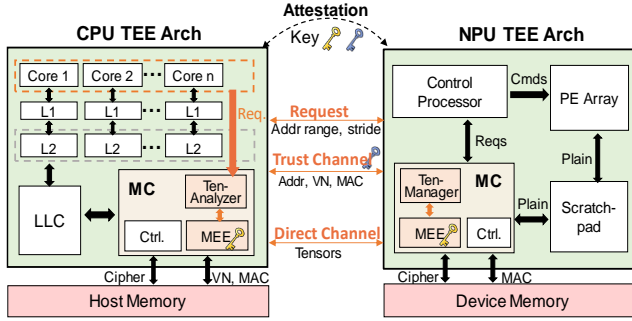 Attestation
CPU TEE Arch
Key
NPU TEE Arch
Core 1
Core 2
...
Core n
L1
L1
...
L1
L2
L2
...
L2
Req.
LLC
MC
Ten-
Analyzer
Ctrl.
MEE
Cipher
VN, MAC
Host Memory
Request
Addr range, stride
Trust Channel
Addr, VN, MAC
Direct Channel
Tensors
Control
Processor
Cmds
PE Array
Reqs
Plain
Ten-
Manager
MC
MEE
Ctrl.
Plain
Scratch-
pad
Cipher
MAC
Device Memory